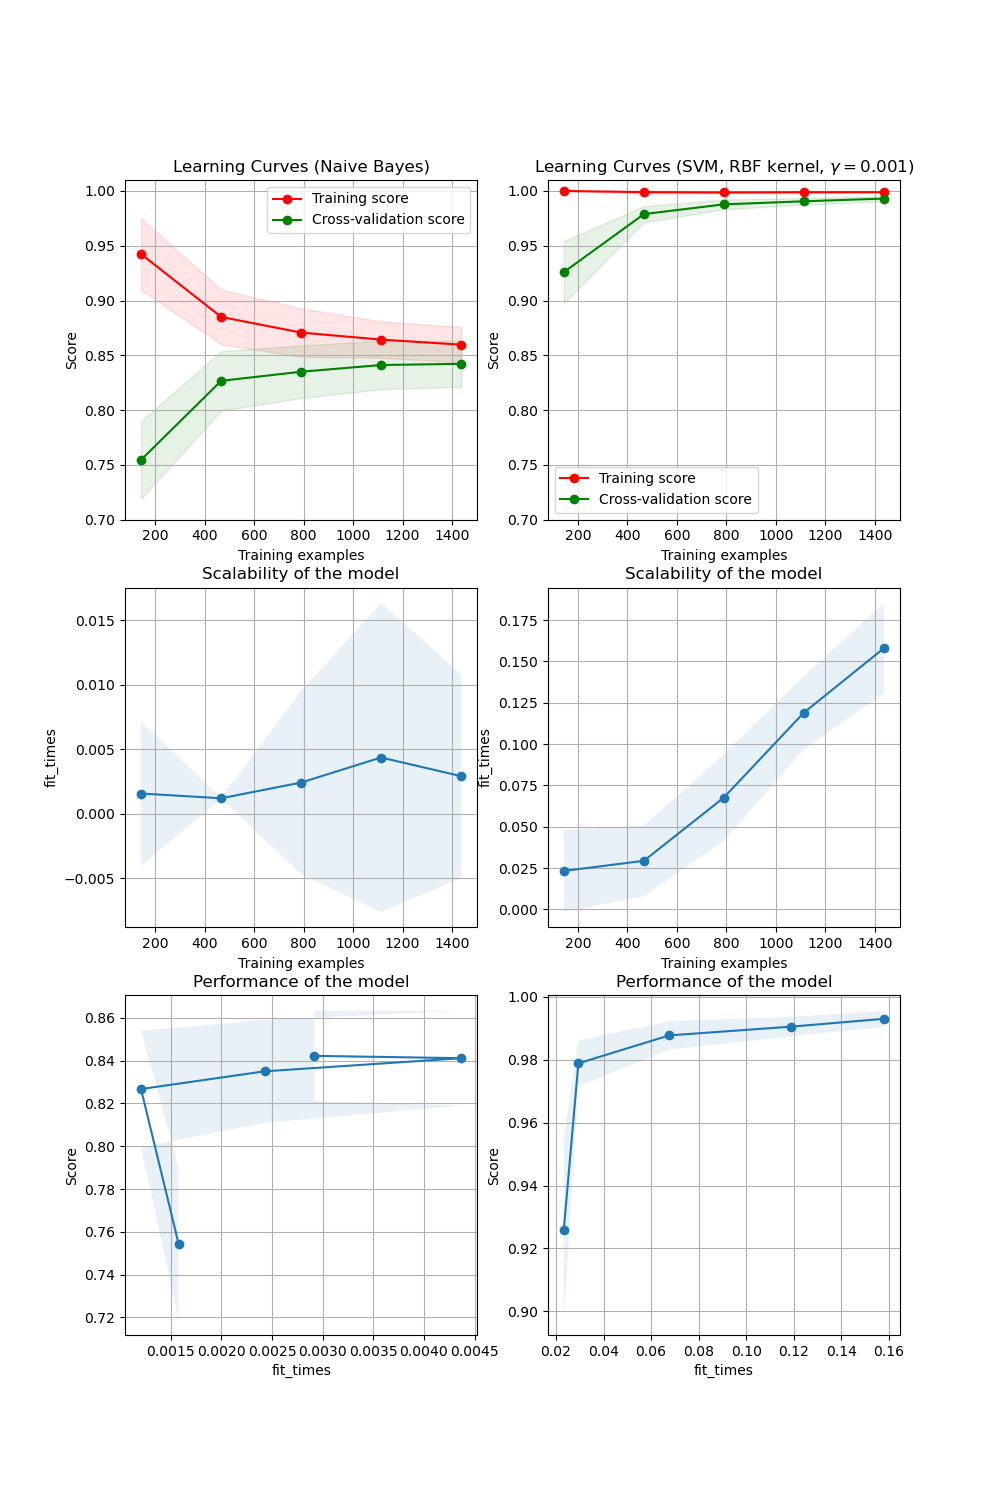 Learning Curves (Naive Bayes)
1.00
0.95
0.90
0.85
0.80
0.75
0.70
Score
Training score
Cross-validation score
200 400 600 800 1000 1200 1400
Training examples
Learning Curves (SVM, RBF kernel, γ = 0.001)
1.00
0.95
0.90
0.85
0.80
0.75
0.70
Score
Training score
Cross-validation score
200 400 600 800 1000 1200 1400
Training examples
Scalability of the model
0.015
0.010
0.005
0.000
−0.005
fit_times
200 400 600 800 1000 1200 1400
Training examples
Scalability of the model
0.175
0.150
0.125
0.100
0.075
0.050
0.025
0.000
fit_times
200 400 600 800 1000 1200 1400
Training examples
Performance of the model
0.86
0.84
0.82
0.80
0.78
0.76
0.74
0.72
Score
0.0015 0.0020 0.0025 0.0030 0.0035 0.0040 0.0045
fit_times
Performance of the model
1.00
0.98
0.96
0.94
0.92
0.90
Score
0.02 0.04 0.06 0.08 0.10 0.12 0.14 0.16
fit_times